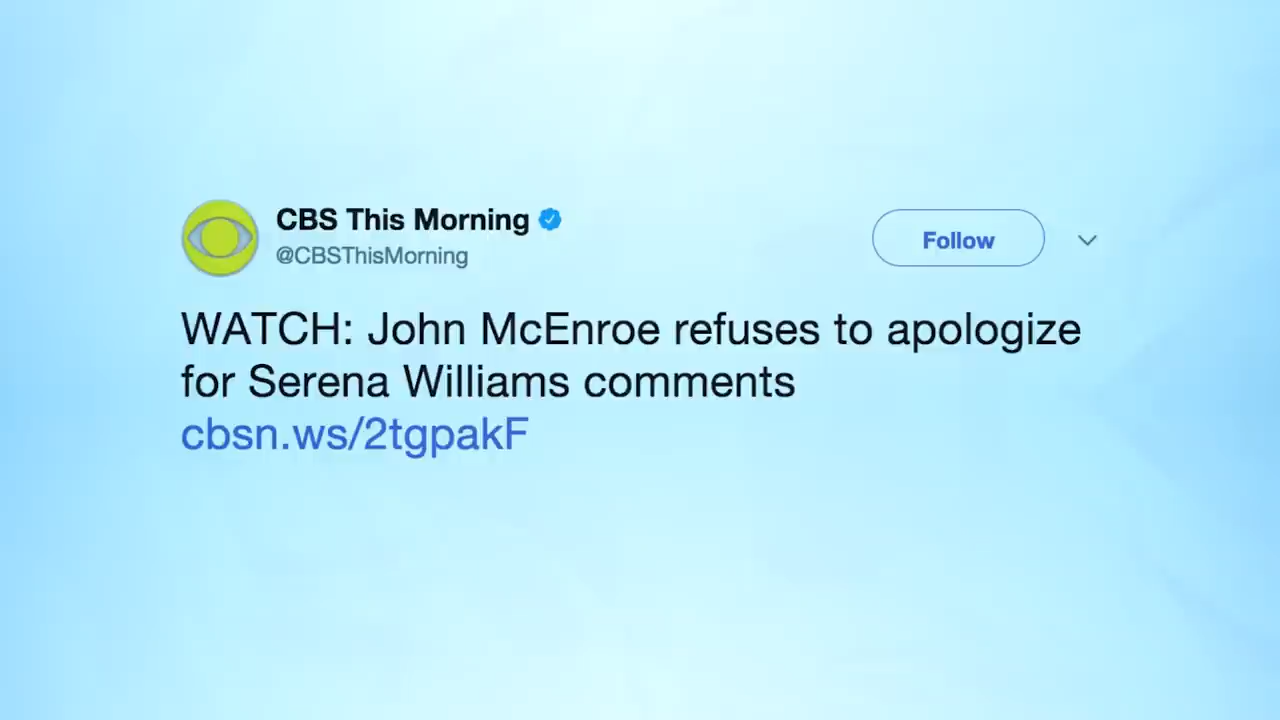 CBS This Morning
@CBSThisMorning
Follow
WATCH: John McEnroe refuses to apologize
for Serena Williams comments
cbsn.ws/2tgpakF